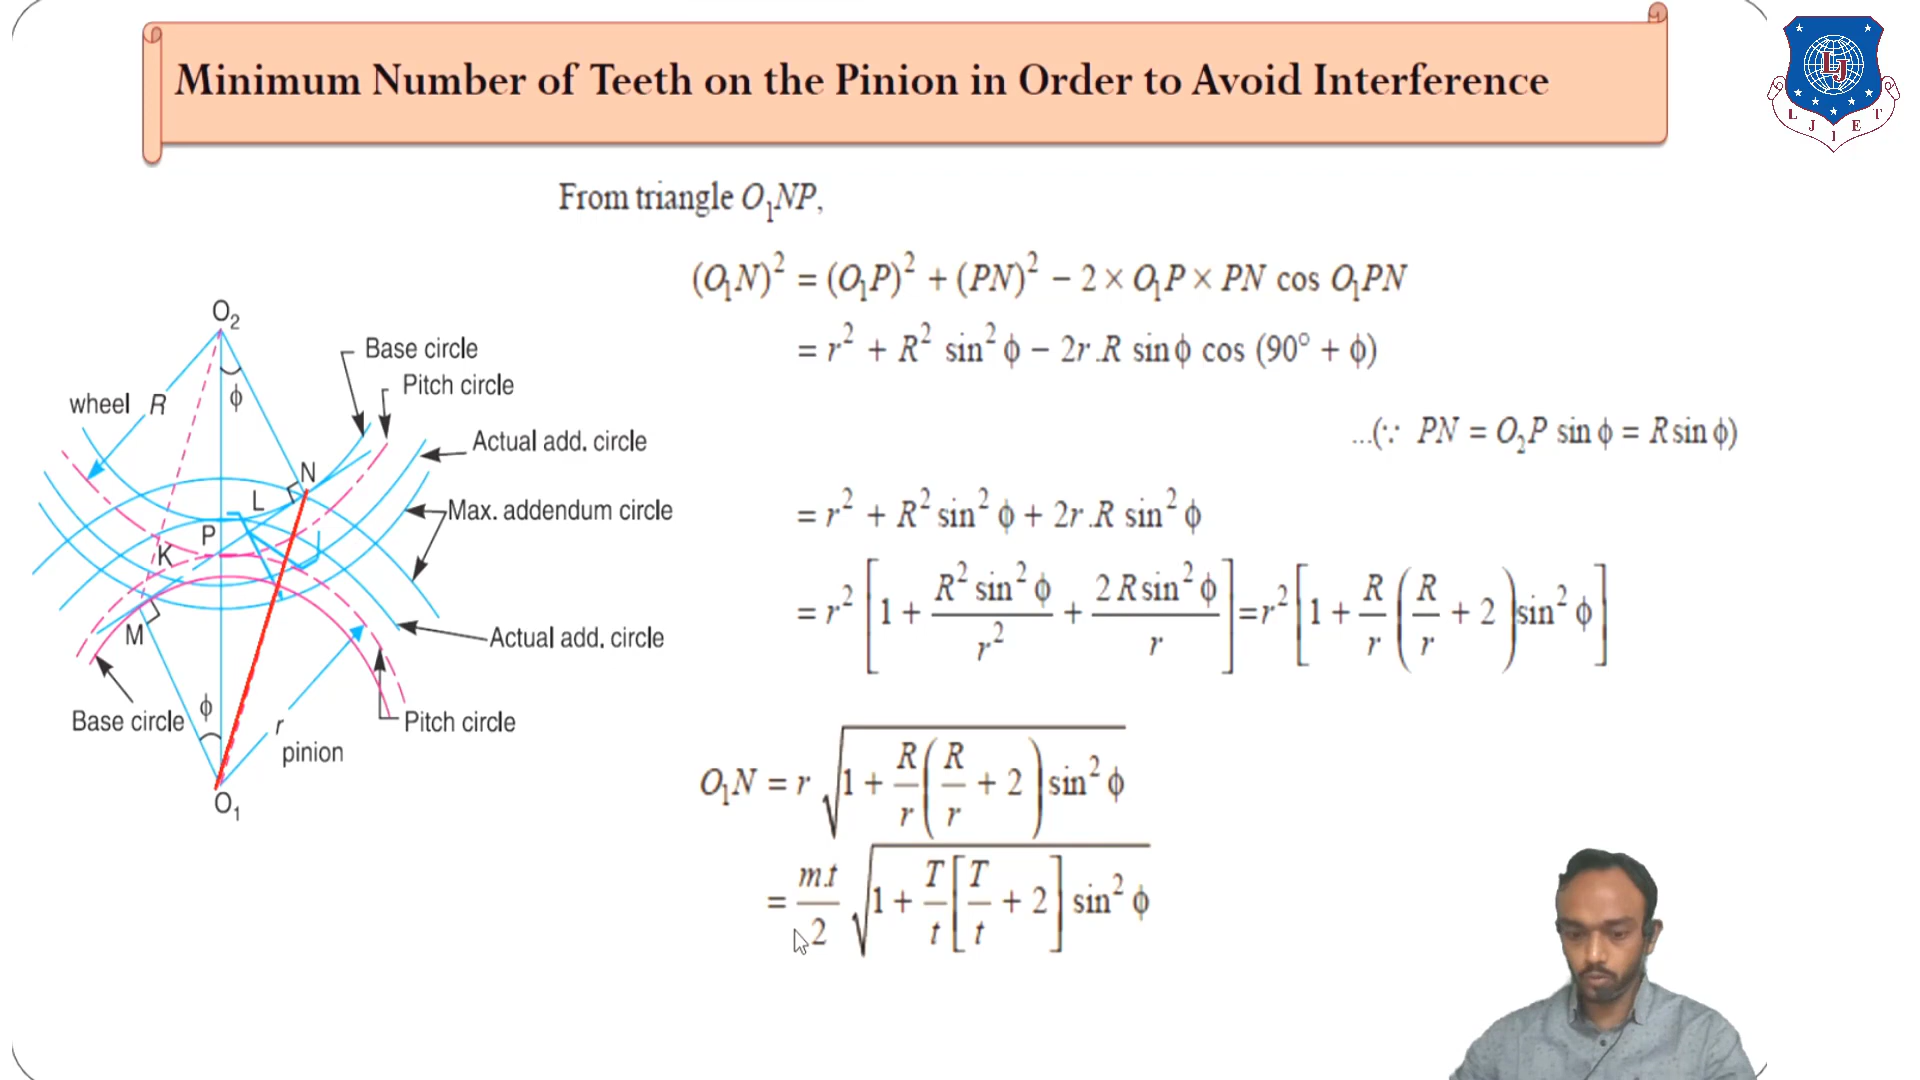 Minimum Number of Teeth on the Pinion in Order to Avoid Interference
L J I E T
LJ
From triangle O₁NP,
(O₁N)² = (O₁P)² + (PN)² − 2 × O₁P × PN cos O₁PN
= r² + R² sin² ϕ − 2r.R sin ϕ cos (90° + ϕ)
...(∵ PN = O₂P sin ϕ = R sin ϕ)
= r² + R² sin² ϕ + 2r.R sin² ϕ
= r² [1 + R² sin² ϕ / r² + 2 R sin² ϕ / r] = r² [1 + R/r (R/r + 2) sin² ϕ]
O₁N = r √(1 + R/r (R/r + 2) sin² ϕ)
= m.t/2 √(1 + T/t [T/t + 2] sin² ϕ)
O₂
Base circle
Pitch circle
ϕ
wheel R
Actual add. circle
N
L
Max. addendum circle
P
K
M
Actual add. circle
ϕ
Base circle
r
Pitch circle
pinion
O₁